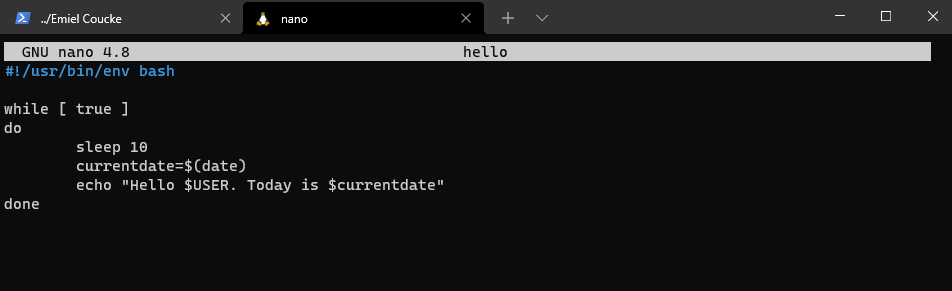 ../Emiel Coucke
nano
GNU nano 4.8 hello
#!/usr/bin/env bash
while [ true ]
do
        sleep 10
        currentdate=$(date)
        echo "Hello $USER. Today is $currentdate"
done